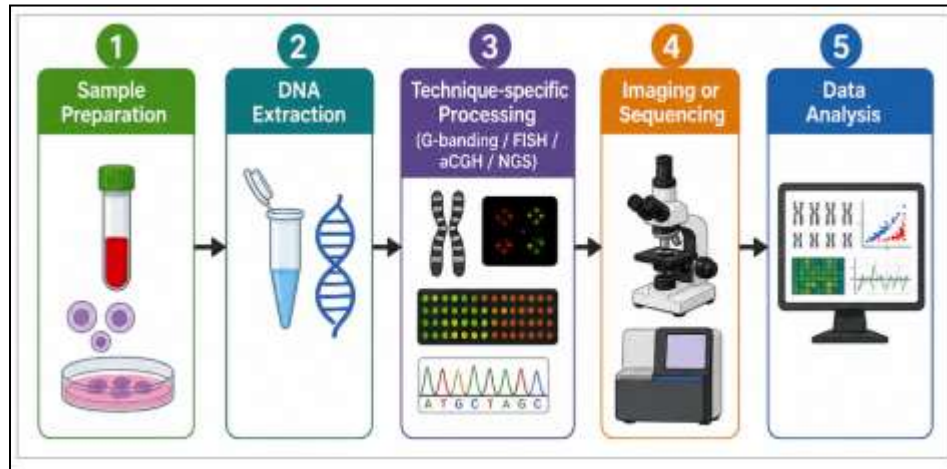 1
Sample
Preparation
2
DNA
Extraction
3
Technique-specific
Processing
(G-banding / FISH /
aCGH / NGS)
A T G C T A G C
4
Imaging or
Sequencing
5
Data
Analysis